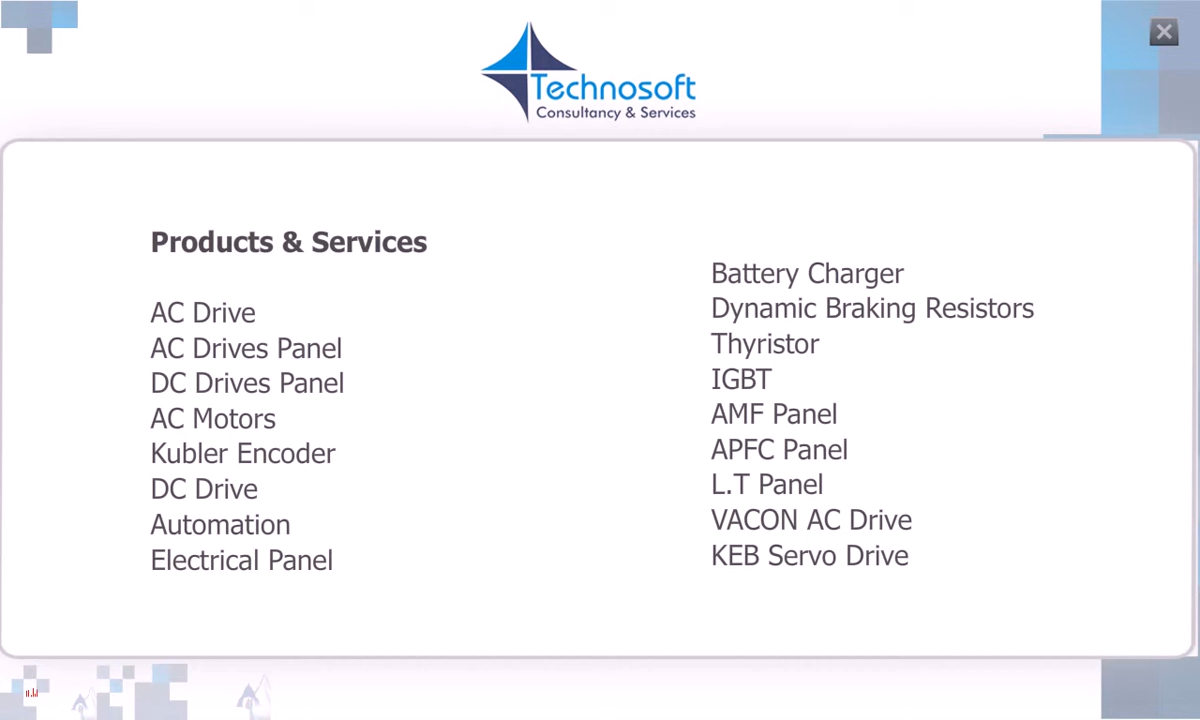 Technosoft
Consultancy & Services
Products & Services
AC Drive
AC Drives Panel
DC Drives Panel
AC Motors
Kubler Encoder
DC Drive
Automation
Electrical Panel
Battery Charger
Dynamic Braking Resistors
Thyristor
IGBT
AMF Panel
APFC Panel
L.T Panel
VACON AC Drive
KEB Servo Drive